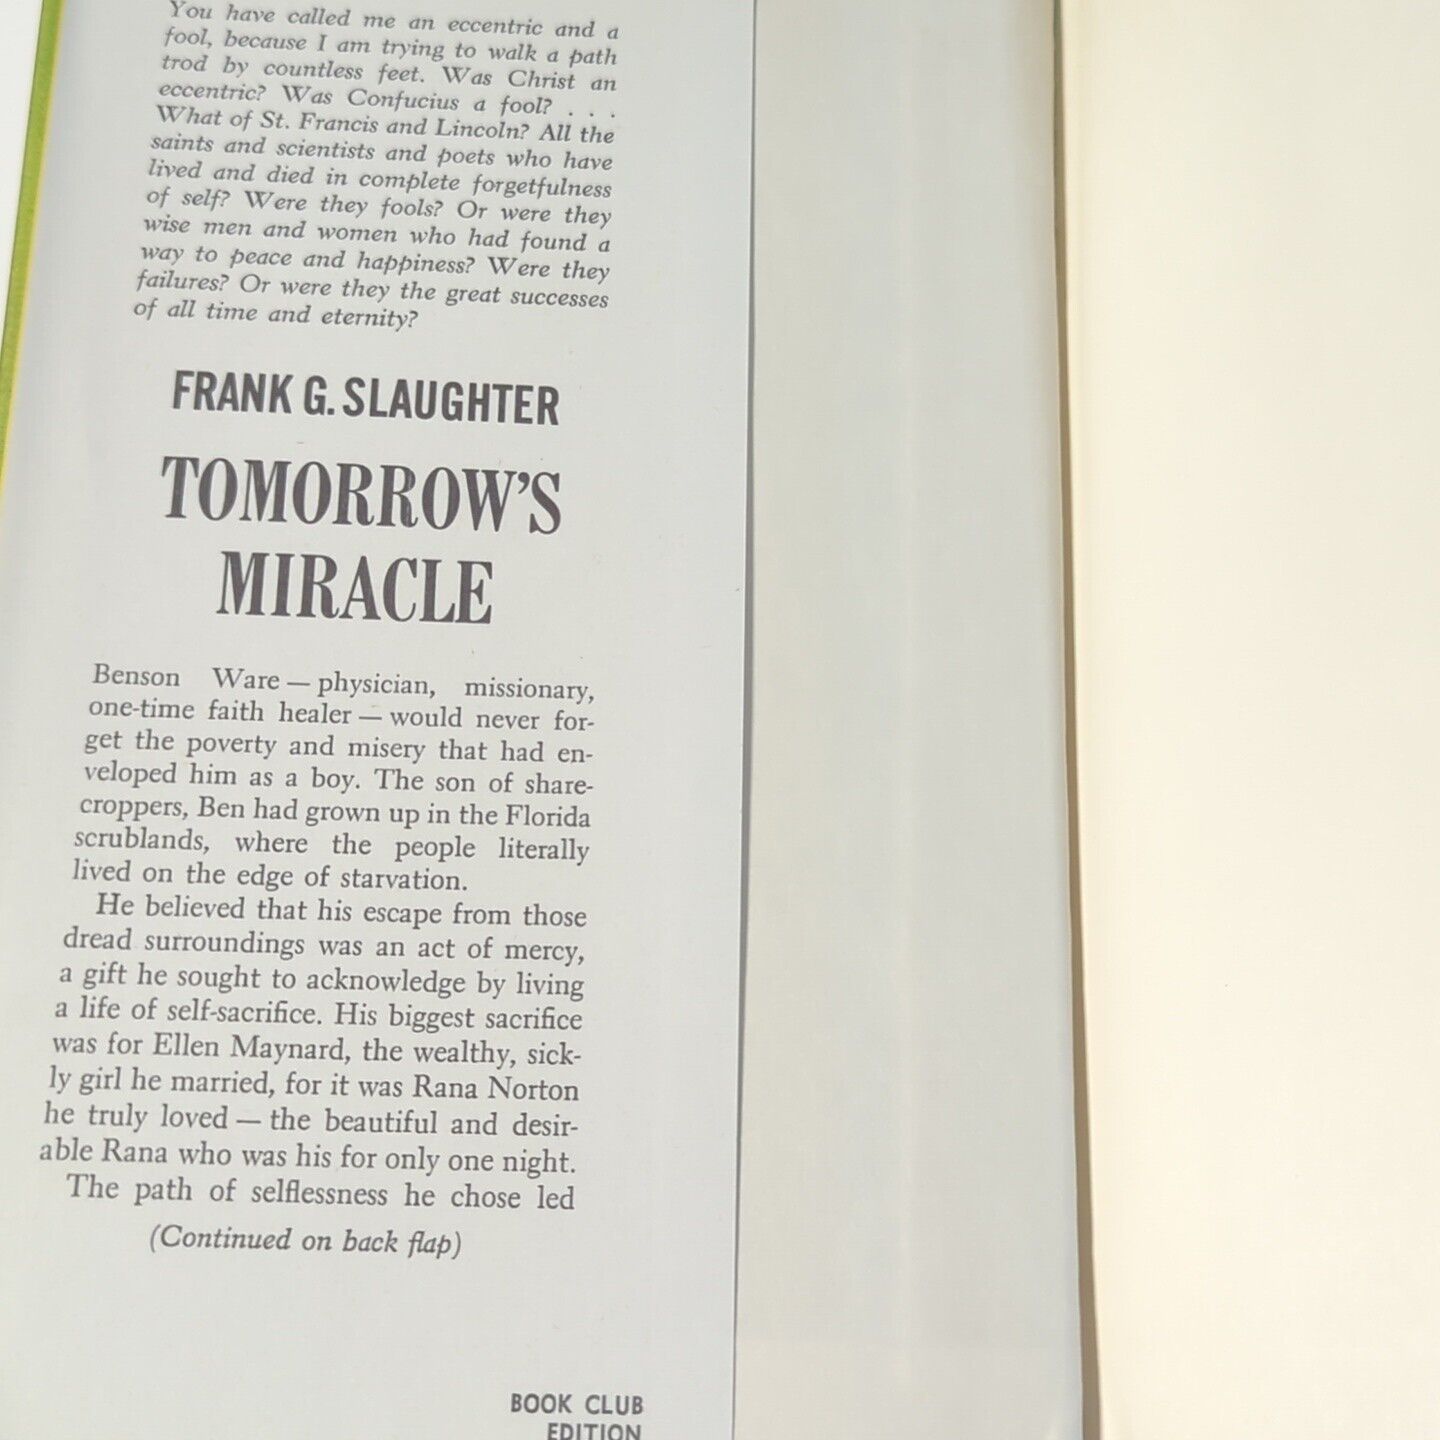 You have called me an eccentric and a
fool, because I am trying to walk a path
trod by countless feet. Was Christ an
eccentric? Was Confucius a fool? . . .
What of St. Francis and Lincoln? All the
saints and scientists and poets who have
lived and died in complete forgetfulness
of self? Were they fools? Or were they
wise men and women who had found a
way to peace and happiness? Were they
failures? Or were they the great successes
of all time and eternity?
FRANK G. SLAUGHTER
TOMORROW'S
MIRACLE
Benson Ware — physician, missionary,
one-time faith healer — would never for-
get the poverty and misery that had en-
veloped him as a boy. The son of share-
croppers, Ben had grown up in the Florida
scrublands, where the people literally
lived on the edge of starvation.
He believed that his escape from those
dread surroundings was an act of mercy,
a gift he sought to acknowledge by living
a life of self-sacrifice. His biggest sacrifice
was for Ellen Maynard, the wealthy, sick-
ly girl he married, for it was Rana Norton
he truly loved — the beautiful and desir-
able Rana who was his for only one night.
The path of selflessness he chose led
(Continued on back flap)
BOOK CLUB
EDITION